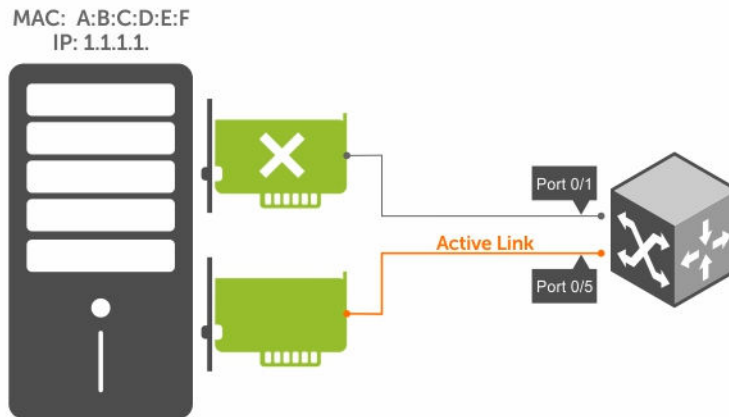 MAC: A:B:C:D:E:F
IP: 1.1.1.1.
Port 0/1
Active Link
Port 0/5